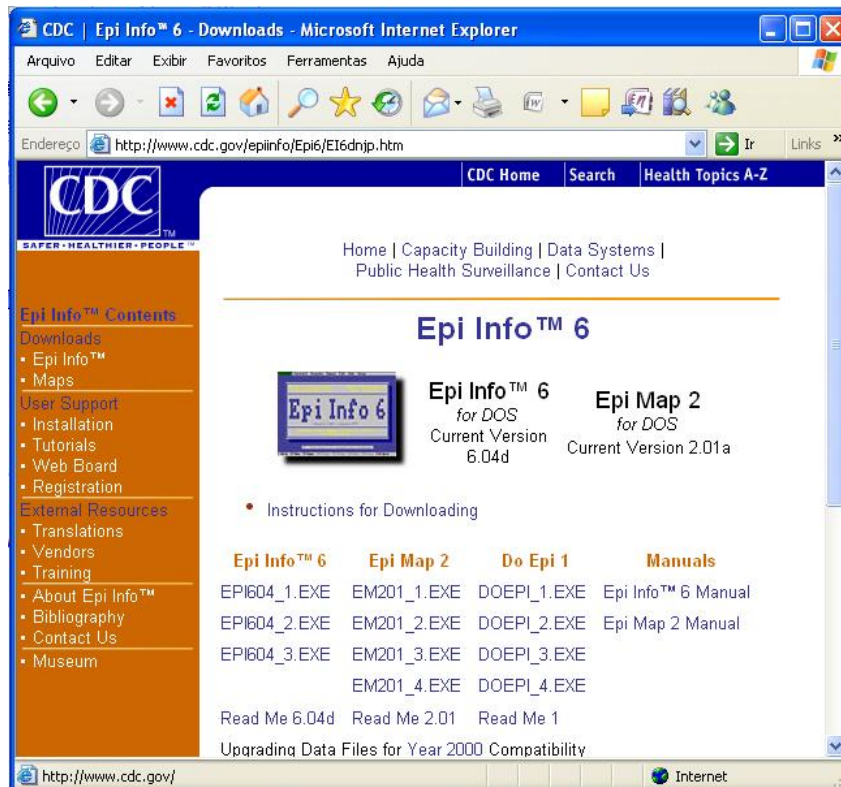 CDC | Epi Info™ 6 - Downloads - Microsoft Internet Explorer
Arquivo Editar Exibir Favoritos Ferramentas Ajuda
Endereço http://www.cdc.gov/epiinfo/Epi6/EI6dnjp.htm Ir Links »
CDC Home Search Health Topics A-Z
CDC™
SAFER • HEALTHIER • PEOPLE™
Home | Capacity Building | Data Systems |
Public Health Surveillance | Contact Us
Epi Info™ Contents
Downloads
• Epi Info™
• Maps
User Support
• Installation
• Tutorials
• Web Board
• Registration
External Resources
• Translations
• Vendors
• Training
• About Epi Info™
• Bibliography
• Contact Us
• Museum
Epi Info™ 6
Epi Info 6
Epi Info™ 6
for DOS
Current Version
6.04d
Epi Map 2
for DOS
Current Version 2.01a
• Instructions for Downloading
Epi Info™ 6 Epi Map 2 Do Epi 1 Manuals
EPI604_1.EXE EM201_1.EXE DOEPI_1.EXE Epi Info™ 6 Manual
EPI604_2.EXE EM201_2.EXE DOEPI_2.EXE Epi Map 2 Manual
EPI604_3.EXE EM201_3.EXE DOEPI_3.EXE
EM201_4.EXE DOEPI_4.EXE
Read Me 6.04d Read Me 2.01 Read Me 1
Upgrading Data Files for Year 2000 Compatibility
http://www.cdc.gov/ Internet